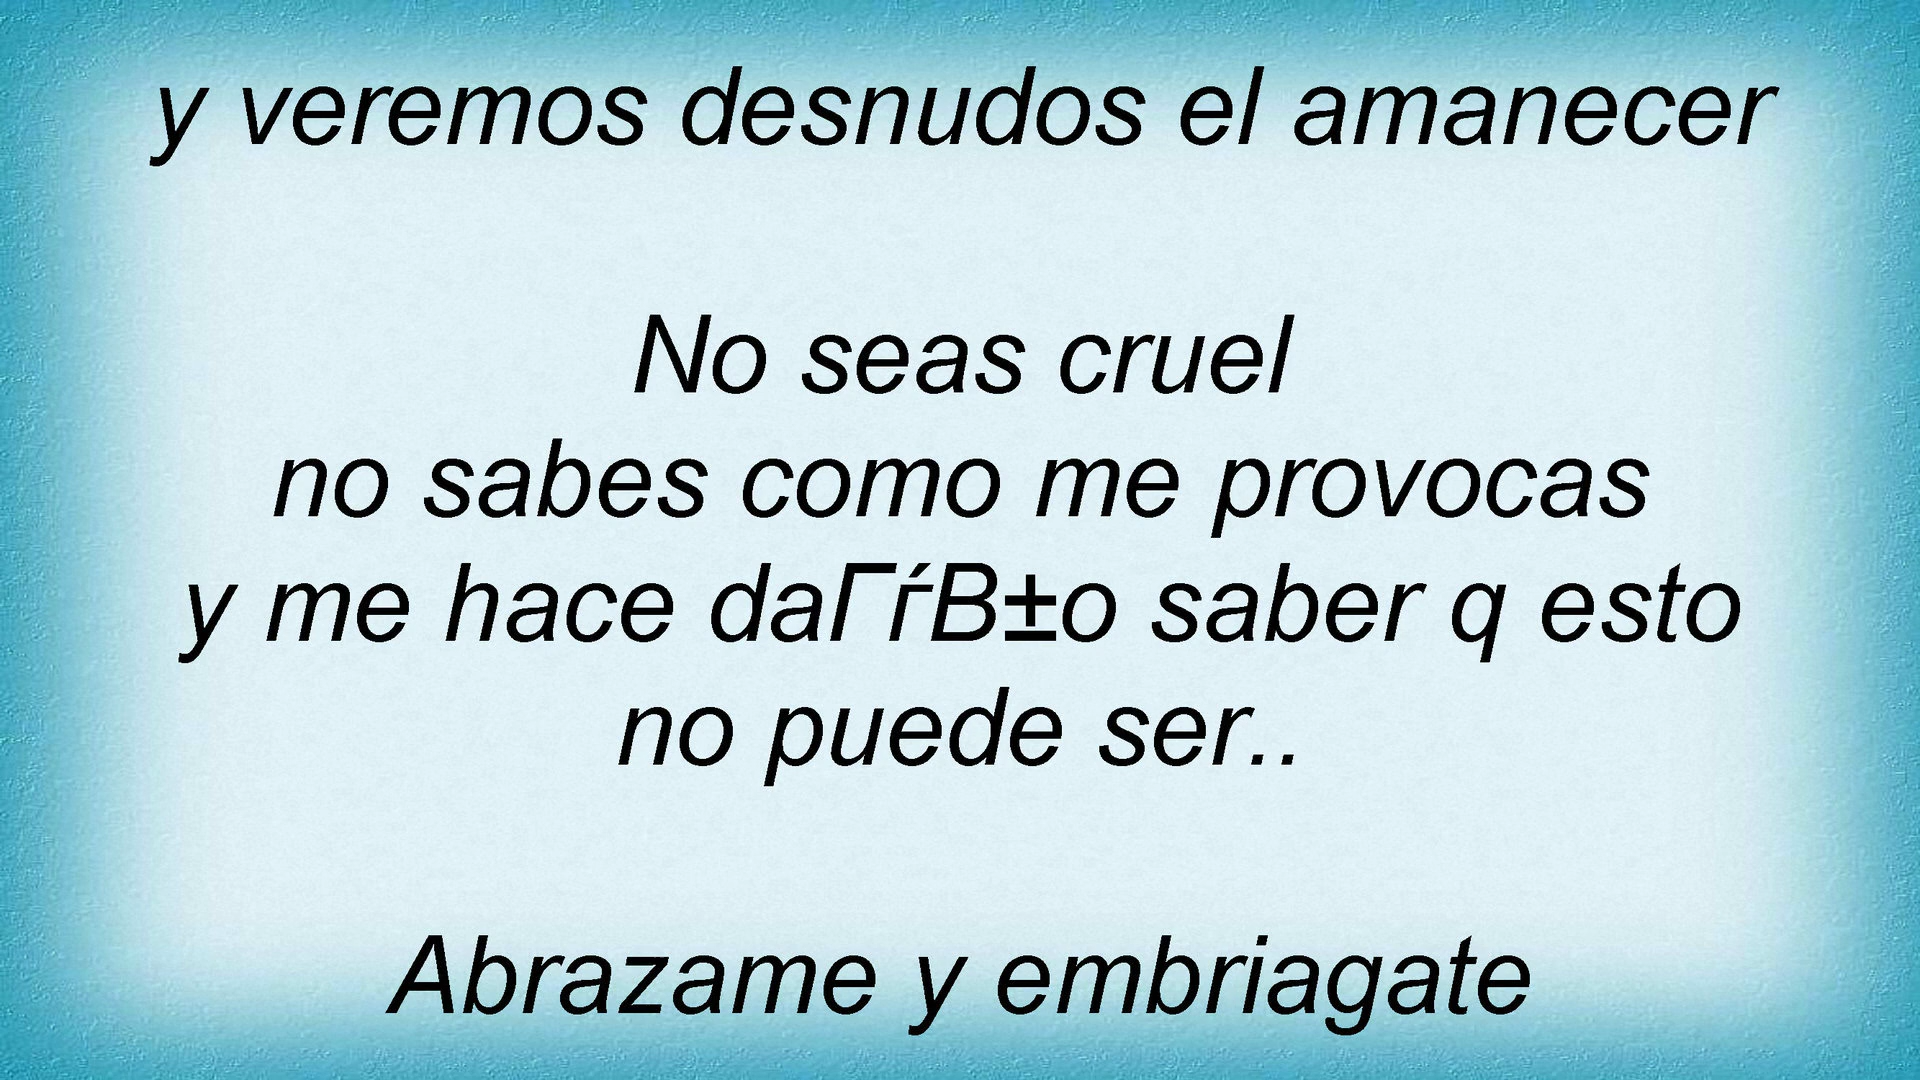 y veremos desnudos el amanecer
No seas cruel
no sabes como me provocas
y me hace daГѓВ±o saber q esto
no puede ser..
Abrazame y embriagate